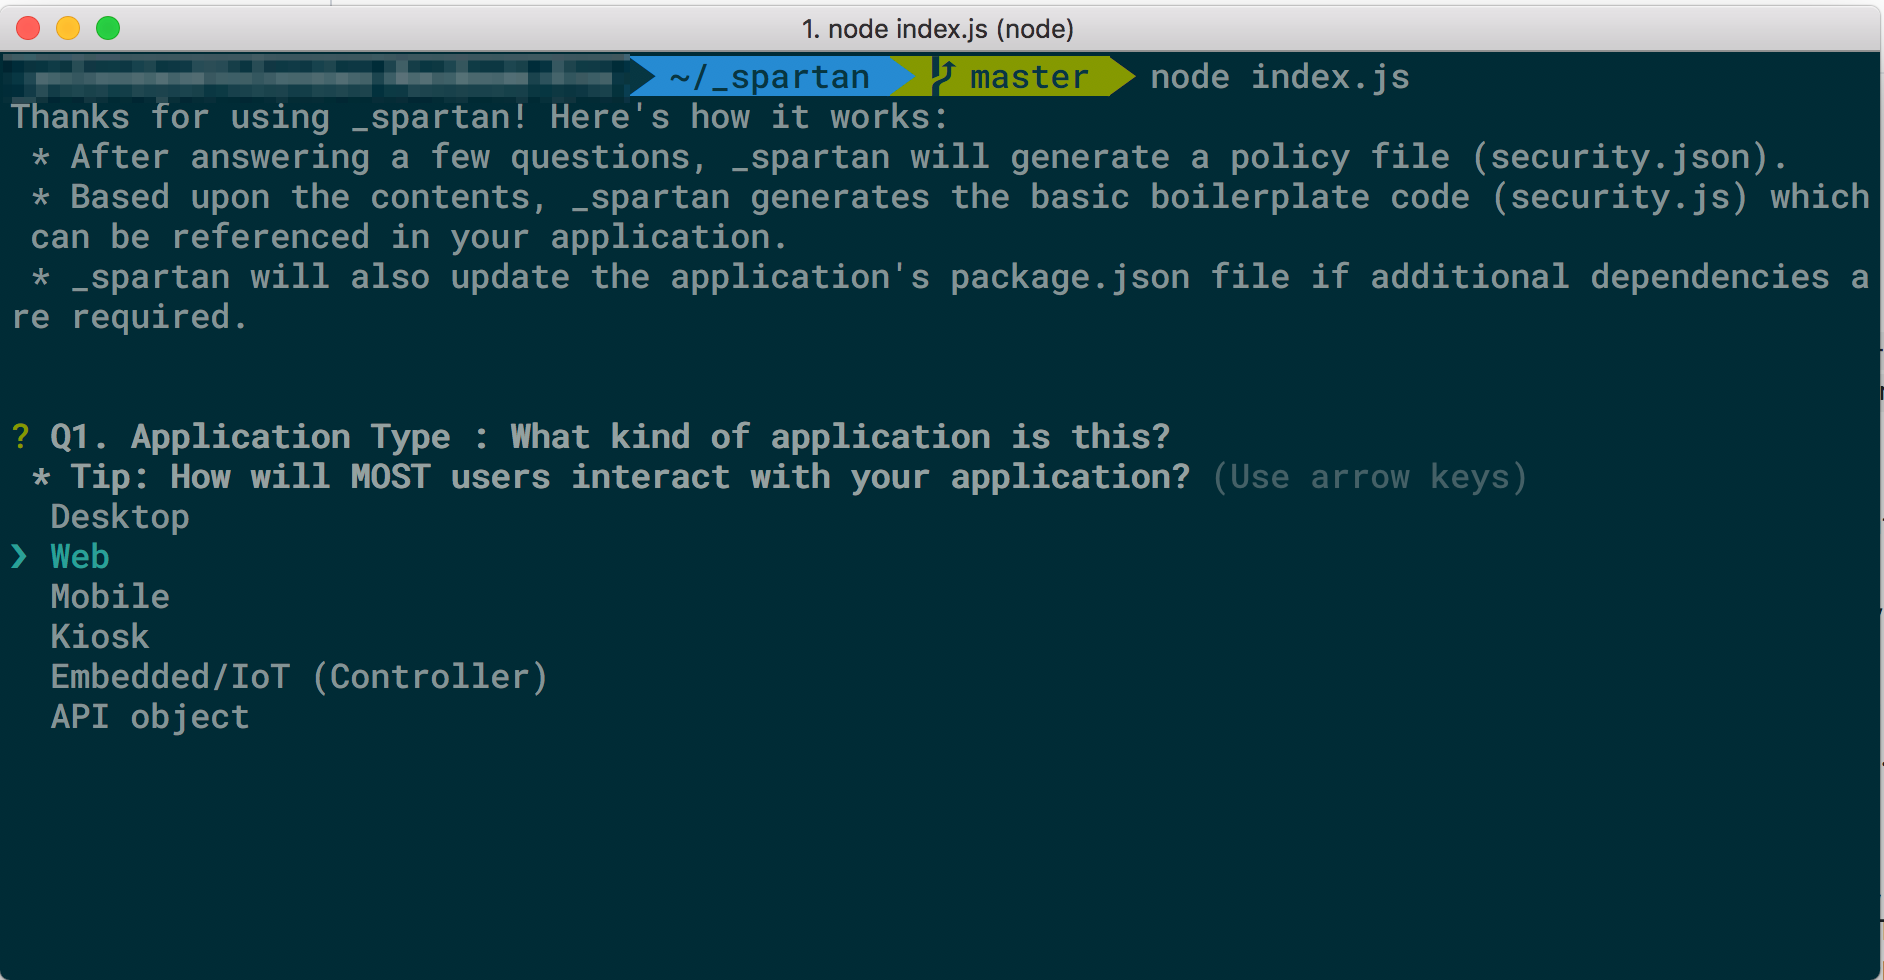 1. node index.js (node)
~/_spartan master node index.js
Thanks for using _spartan! Here's how it works:
* After answering a few questions, _spartan will generate a policy file (security.json).
* Based upon the contents, _spartan generates the basic boilerplate code (security.js) which
can be referenced in your application.
* _spartan will also update the application's package.json file if additional dependencies a
re required.
? Q1. Application Type : What kind of application is this?
* Tip: How will MOST users interact with your application? (Use arrow keys)
Desktop
❯ Web
Mobile
Kiosk
Embedded/IoT (Controller)
API object